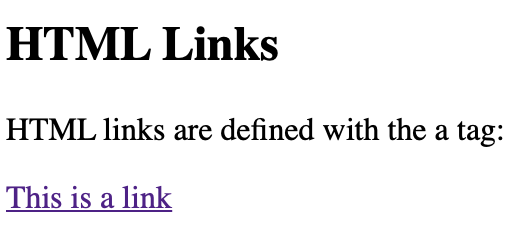 HTML Links
HTML links are defined with the a tag:
This is a link